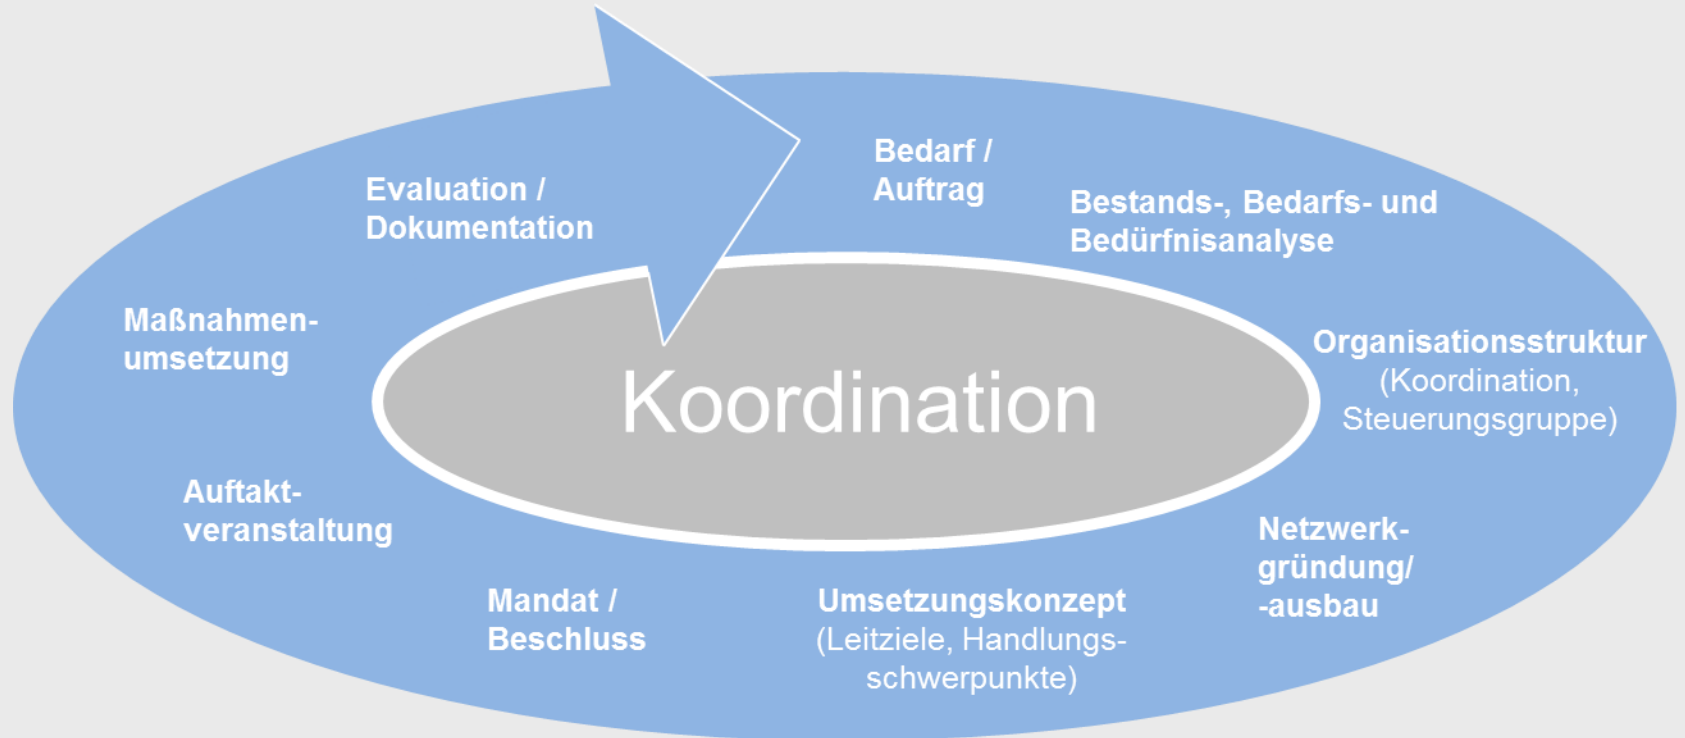 Bedarf /
Auftrag
Bestands-, Bedarfs- und
Bedürfnisanalyse
Organisationsstruktur
(Koordination,
Steuerungsgruppe)
Netzwerk-
gründung/
-ausbau
Umsetzungskonzept
(Leitziele, Handlungs-
schwerpunkte)
Mandat /
Beschluss
Auftakt-
veranstaltung
Maßnahmen-
umsetzung
Evaluation /
Dokumentation
Koordination